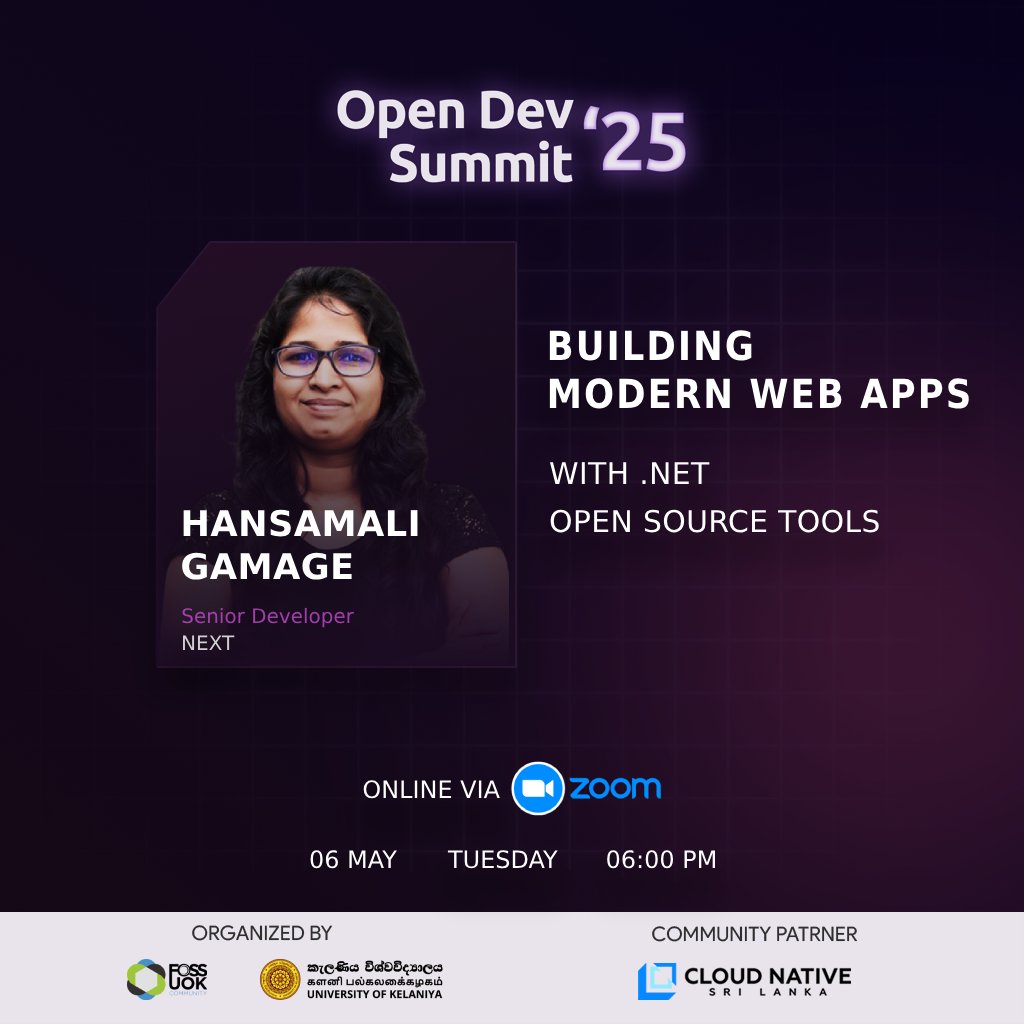 Open Dev
Summit
‘25
HANSAMALI
GAMAGE
Senior Developer
NEXT
BUILDING
MODERN WEB APPS
WITH .NET
OPEN SOURCE TOOLS
ONLINE VIA zoom
06 MAY TUESDAY 06:00 PM
ORGANIZED BY
FOSS
UOK
COMMUNITY
කැලණිය විශ්වවිද්‍යාලය
களனி பல்கலைக்கழகம்
UNIVERSITY OF KELANIYA
COMMUNITY PATRNER
CLOUD NATIVE
SRI LANKA